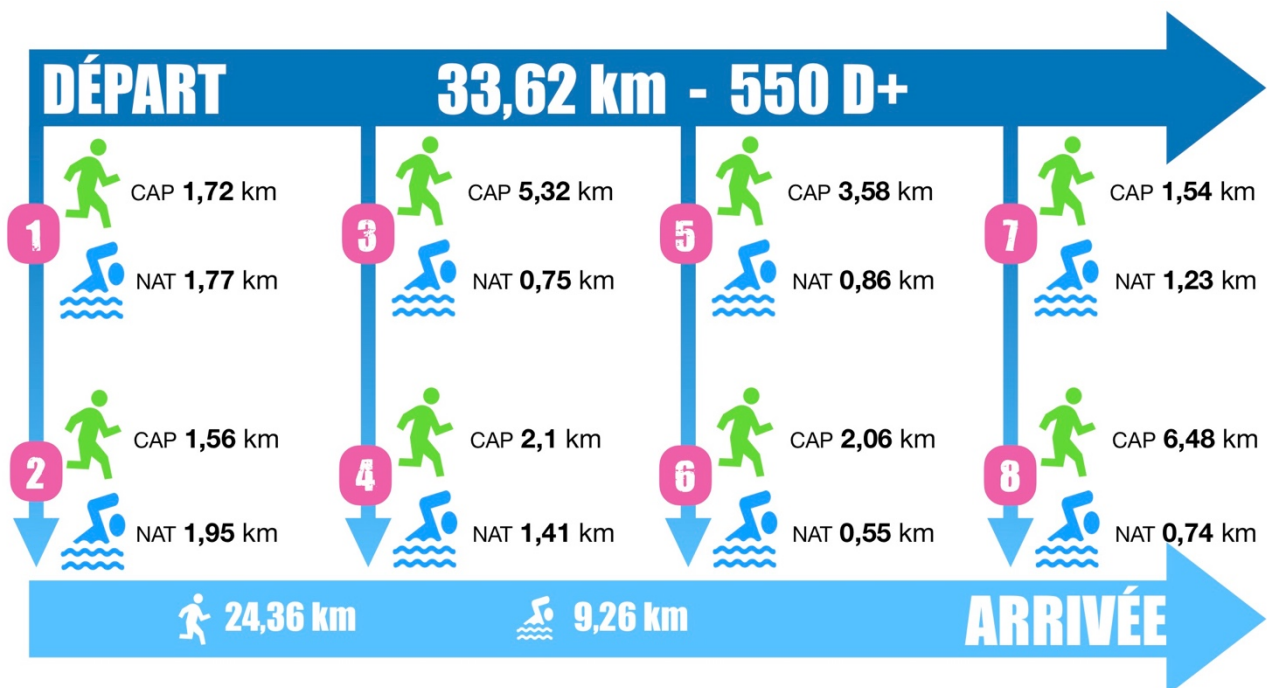 DÉPART 33,62 km - 550 D+
1
CAP 1,72 km
NAT 1,77 km
2
CAP 1,56 km
NAT 1,95 km
3
CAP 5,32 km
NAT 0,75 km
4
CAP 2,1 km
NAT 1,41 km
5
CAP 3,58 km
NAT 0,86 km
6
CAP 2,06 km
NAT 0,55 km
7
CAP 1,54 km
NAT 1,23 km
8
CAP 6,48 km
NAT 0,74 km
24,36 km
9,26 km
ARRIVÉE